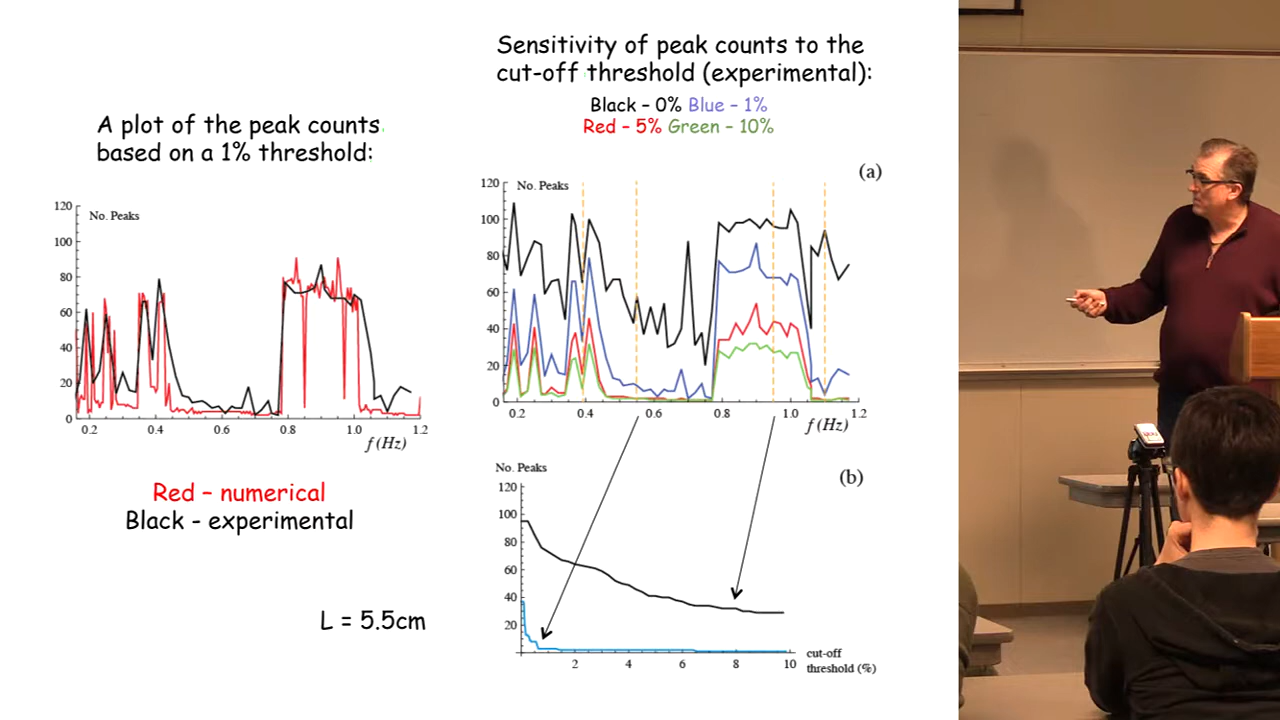 A plot of the peak counts
based on a 1% threshold:
No. Peaks
120
100
80
60
40
20
0
0.2 0.4 0.6 0.8 1.0 1.2
f (Hz)
Red – numerical
Black - experimental
L = 5.5cm
Sensitivity of peak counts to the
cut-off threshold (experimental):
Black – 0% Blue – 1%
Red – 5% Green – 10%
(a)
No. Peaks
120
100
80
60
40
20
0
0.2 0.4 0.6 0.8 1.0 1.2
f (Hz)
(b)
No. Peaks
120
100
80
60
40
20
2 4 6 8 10
cut-off
threshold (%)